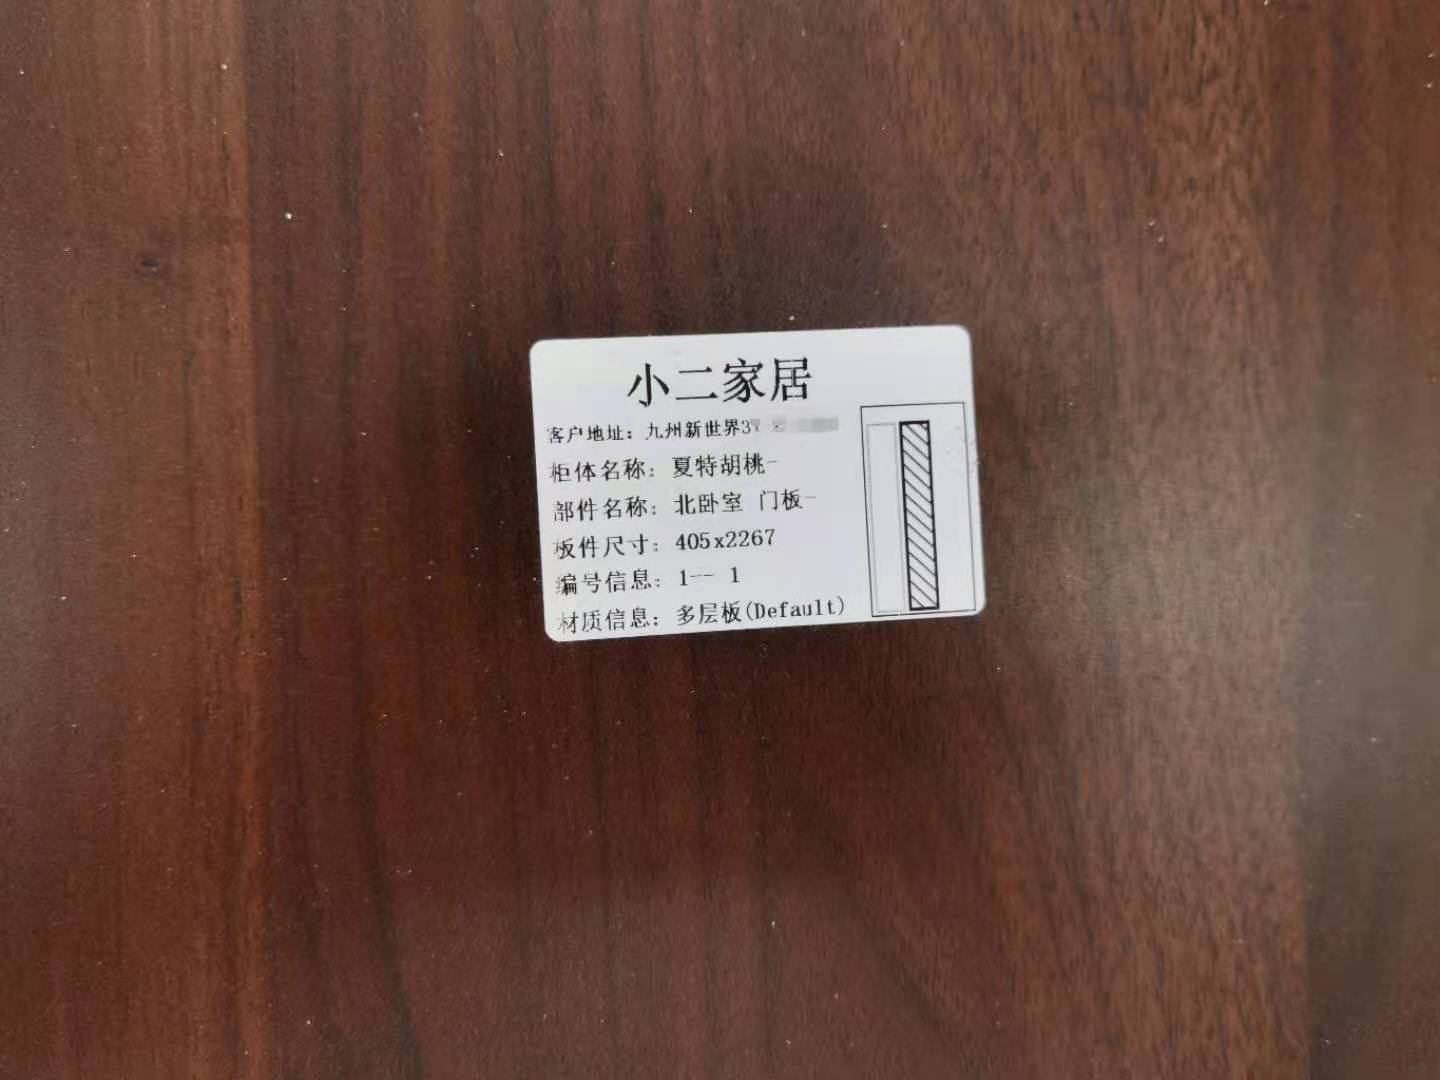 小二家居
客户地址：九州新世界3
柜体名称：夏特胡桃-
部件名称：北卧室 门板-
板件尺寸：405x2267
编号信息：1-- 1
材质信息：多层板(Default)